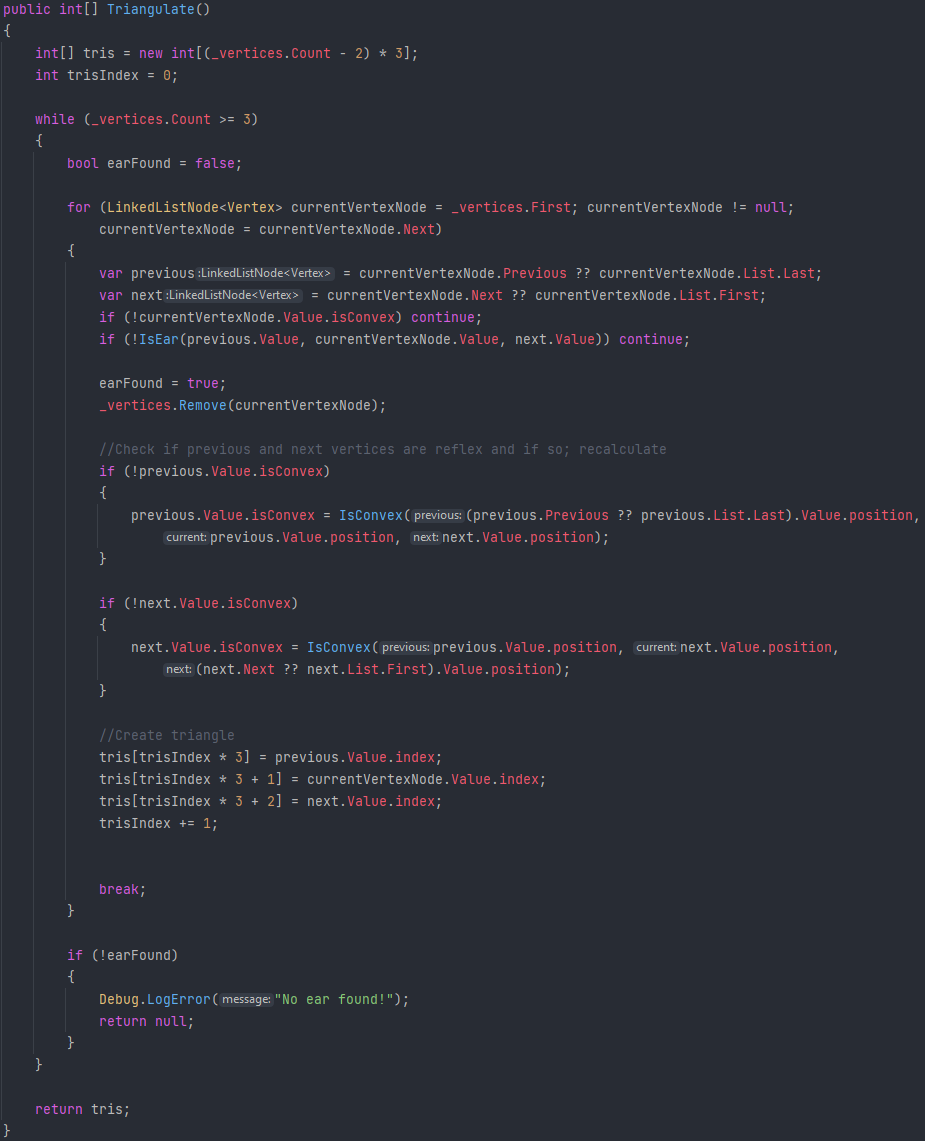 public int[] Triangulate()
{
    int[] tris = new int[(_vertices.Count - 2) * 3];
    int trisIndex = 0;

    while (_vertices.Count >= 3)
    {
        bool earFound = false;

        for (LinkedListNode<Vertex> currentVertexNode = _vertices.First; currentVertexNode != null;
            currentVertexNode = currentVertexNode.Next)
        {
            var previous :LinkedListNode<Vertex> = currentVertexNode.Previous ?? currentVertexNode.List.Last;
            var next :LinkedListNode<Vertex> = currentVertexNode.Next ?? currentVertexNode.List.First;
            if (!currentVertexNode.Value.isConvex) continue;
            if (!IsEar(previous.Value, currentVertexNode.Value, next.Value)) continue;

            earFound = true;
            _vertices.Remove(currentVertexNode);

            //Check if previous and next vertices are reflex and if so; recalculate
            if (!previous.Value.isConvex)
            {
                previous.Value.isConvex = IsConvex( previous: (previous.Previous ?? previous.List.Last).Value.position,
                    current: previous.Value.position, next: next.Value.position);
            }

            if (!next.Value.isConvex)
            {
                next.Value.isConvex = IsConvex( previous: previous.Value.position, current: next.Value.position,
                    next: (next.Next ?? next.List.First).Value.position);
            }

            //Create triangle
            tris[trisIndex * 3] = previous.Value.index;
            tris[trisIndex * 3 + 1] = currentVertexNode.Value.index;
            tris[trisIndex * 3 + 2] = next.Value.index;
            trisIndex += 1;


            break;
        }

        if (!earFound)
        {
            Debug.LogError( message: "No ear found!");
            return null;
        }
    }

    return tris;
}